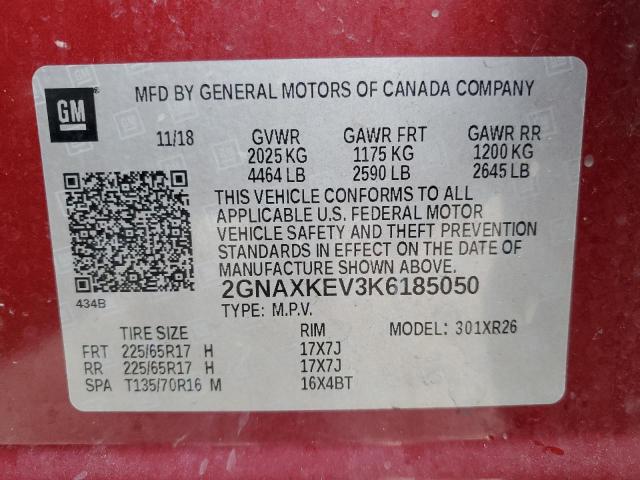 GM
MFD BY GENERAL MOTORS OF CANADA COMPANY
11/18 GVWR GAWR FRT GAWR RR
2025 KG 1175 KG 1200 KG
4464 LB 2590 LB 2645 LB
THIS VEHICLE CONFORMS TO ALL
APPLICABLE U.S. FEDERAL MOTOR
VEHICLE SAFETY AND THEFT PREVENTION
STANDARDS IN EFFECT ON THE DATE OF
MANUFACTURE SHOWN ABOVE.
434B
2GNAXKEV3K6185050
TYPE: M.P.V.
TIRE SIZE RIM MODEL: 301XR26
FRT 225/65R17 H 17X7J
RR 225/65R17 H 17X7J
SPA T135/70R16 M 16X4BT